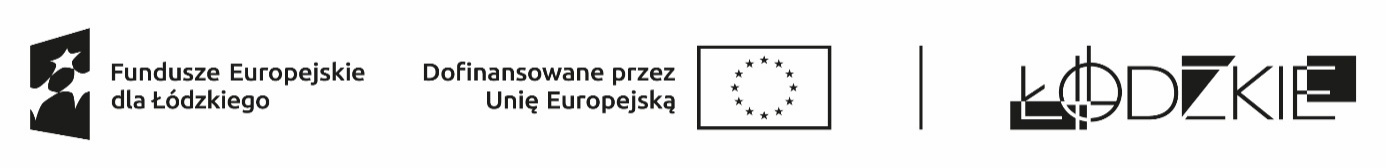 Fundusze Europejskie
dla Łódzkiego
Dofinansowane przez
Unię Europejską
ŁÓDZKIE